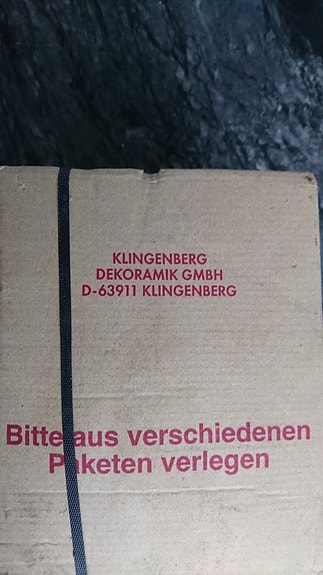 KLINGENBERG
DEKORAMIK GMBH
D-63911 KLINGENBERG
Bitte aus verschiedenen
Paketen verlegen